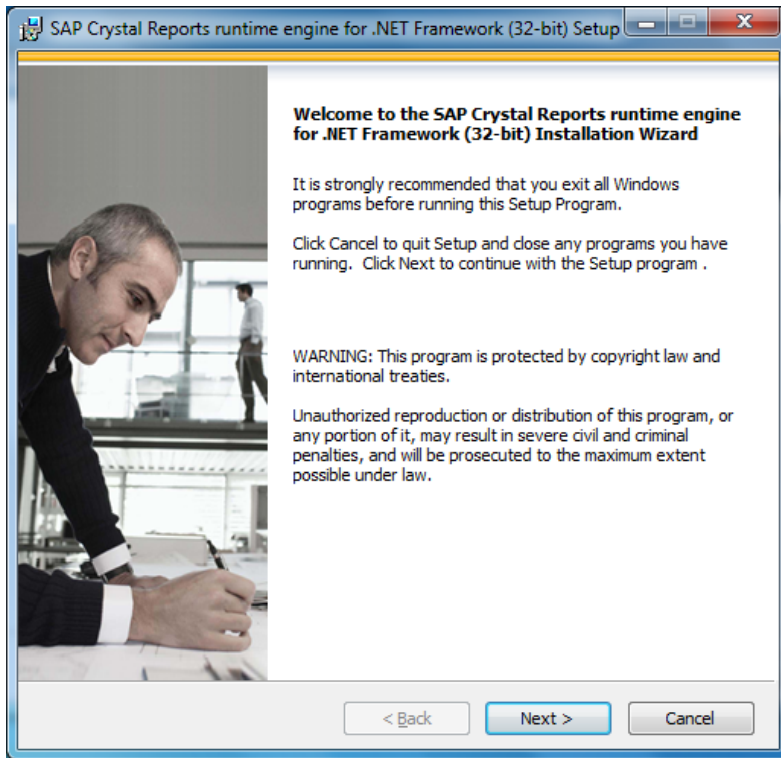 SAP Crystal Reports runtime engine for .NET Framework (32-bit) Setup
Welcome to the SAP Crystal Reports runtime engine
for .NET Framework (32-bit) Installation Wizard
It is strongly recommended that you exit all Windows
programs before running this Setup Program.
Click Cancel to quit Setup and close any programs you have
running.  Click Next to continue with the Setup program .
WARNING: This program is protected by copyright law and
international treaties.
Unauthorized reproduction or distribution of this program, or
any portion of it, may result in severe civil and criminal
penalties, and will be prosecuted to the maximum extent
possible under law.
< Back Next > Cancel